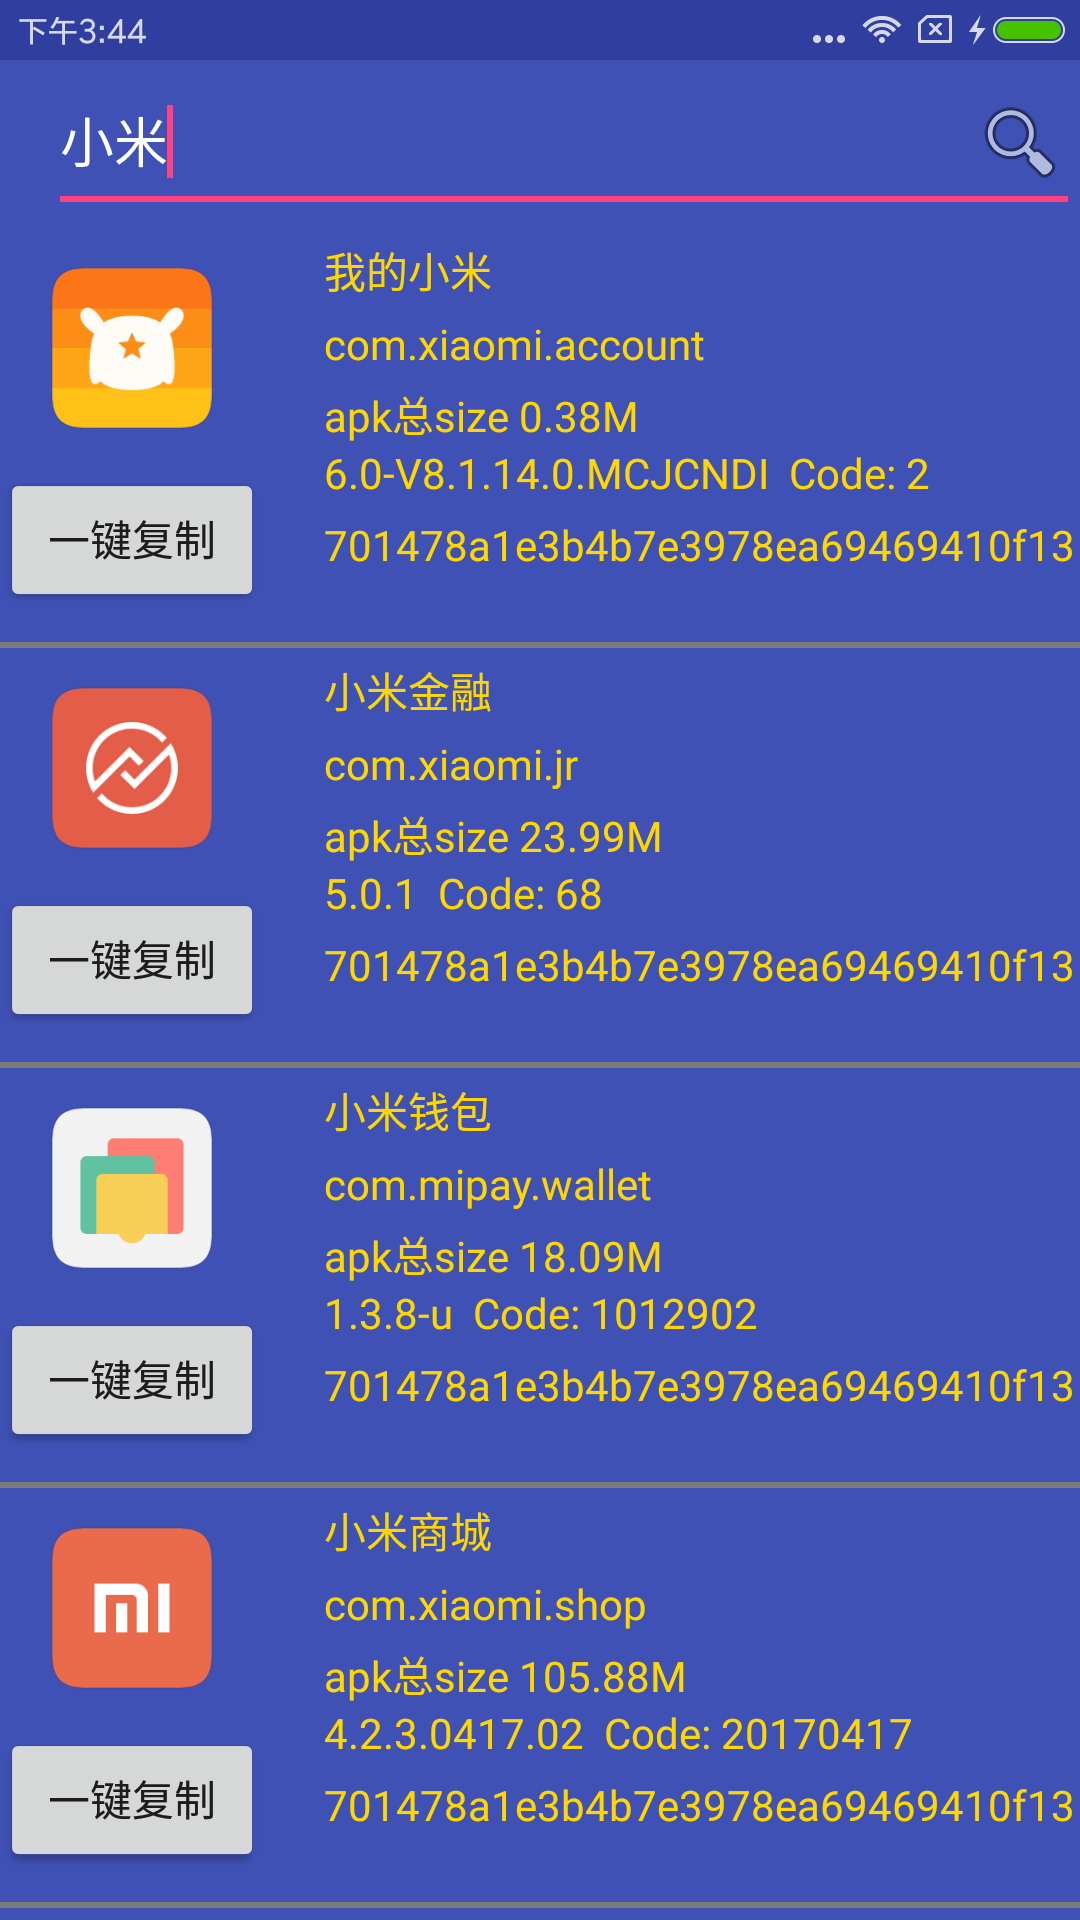 下午3:44
小米
我的小米
com.xiaomi.account
apk总size 0.38M
6.0-V8.1.14.0.MCJCNDI  Code: 2
一键复制
701478a1e3b4b7e3978ea69469410f13
小米金融
com.xiaomi.jr
apk总size 23.99M
5.0.1  Code: 68
一键复制
701478a1e3b4b7e3978ea69469410f13
小米钱包
com.mipay.wallet
apk总size 18.09M
1.3.8-u  Code: 1012902
一键复制
701478a1e3b4b7e3978ea69469410f13
小米商城
com.xiaomi.shop
apk总size 105.88M
4.2.3.0417.02  Code: 20170417
一键复制
701478a1e3b4b7e3978ea69469410f13